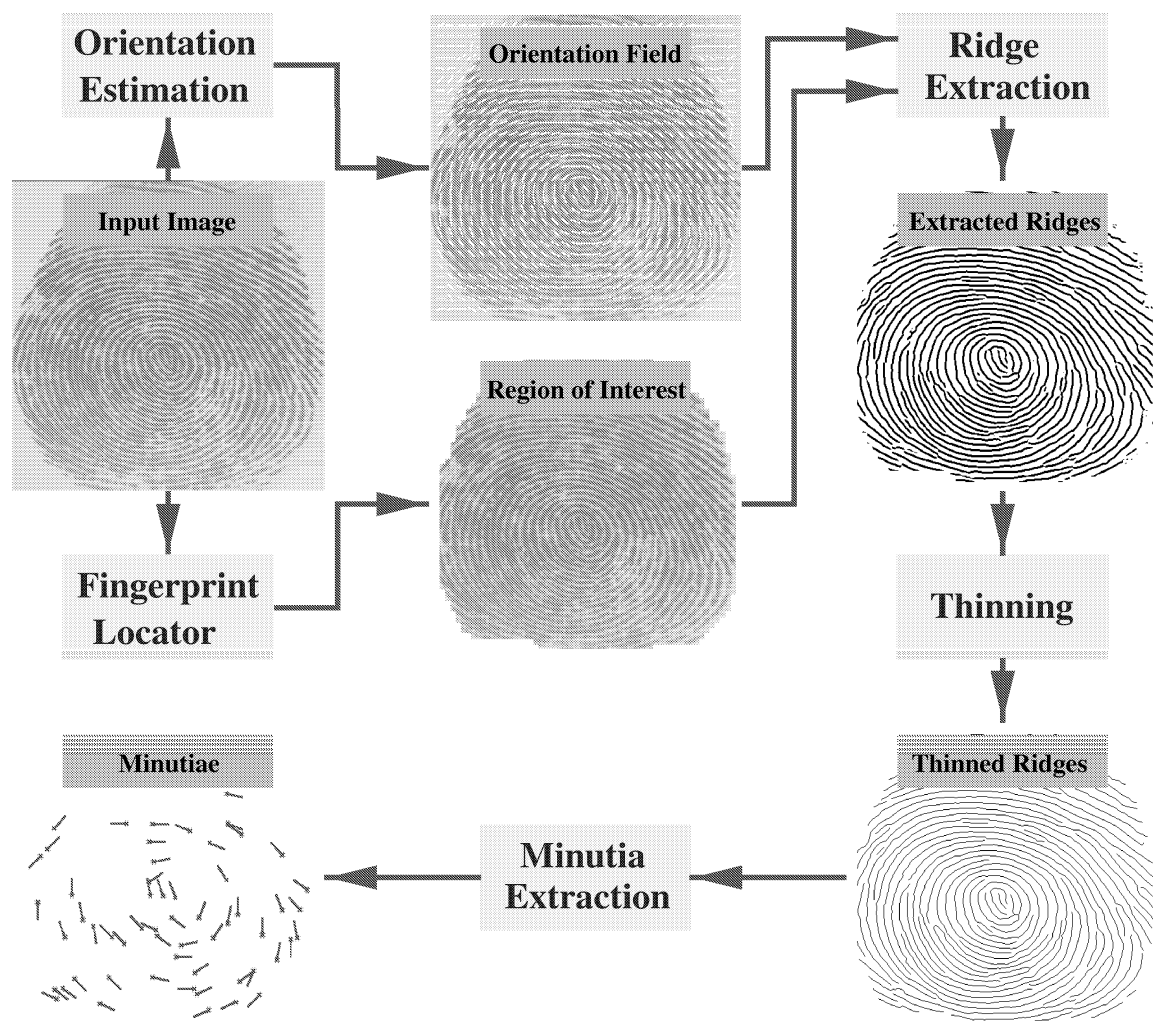 Orientation
Estimation
Orientation Field
Ridge
Extraction
Input Image
Extracted Ridges
Region of Interest
Fingerprint
Locator
Thinning
Minutiae
Thinned Ridges
Minutia
Extraction